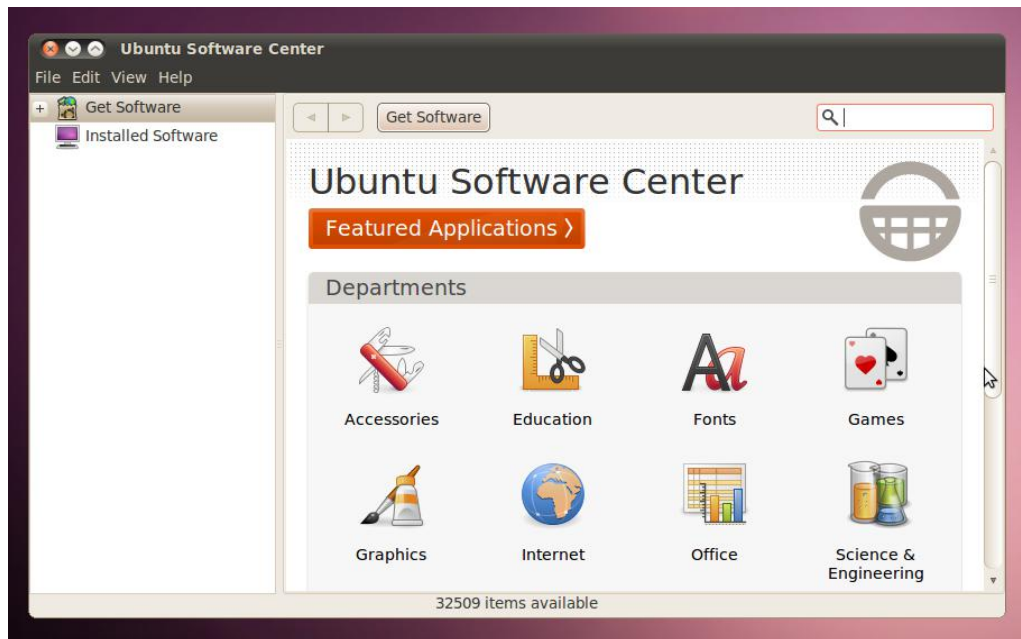 Ubuntu Software Center
File Edit View Help
Get Software
Installed Software
Get Software
Ubuntu Software Center
Featured Applications 〉
Departments
Accessories Education Fonts Games
Graphics Internet Office Science &
Engineering
32509 items available